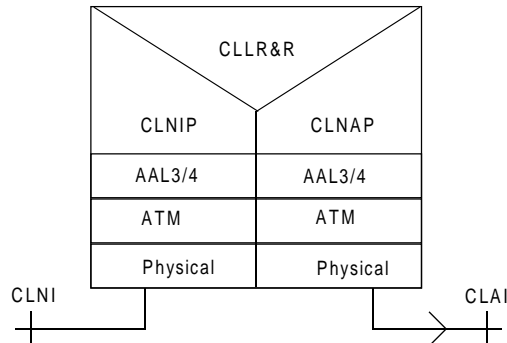 CLLR&R
CLNIP CLNAP
AAL3/4 AAL3/4
ATM ATM
Physical Physical
CLNI CLAI